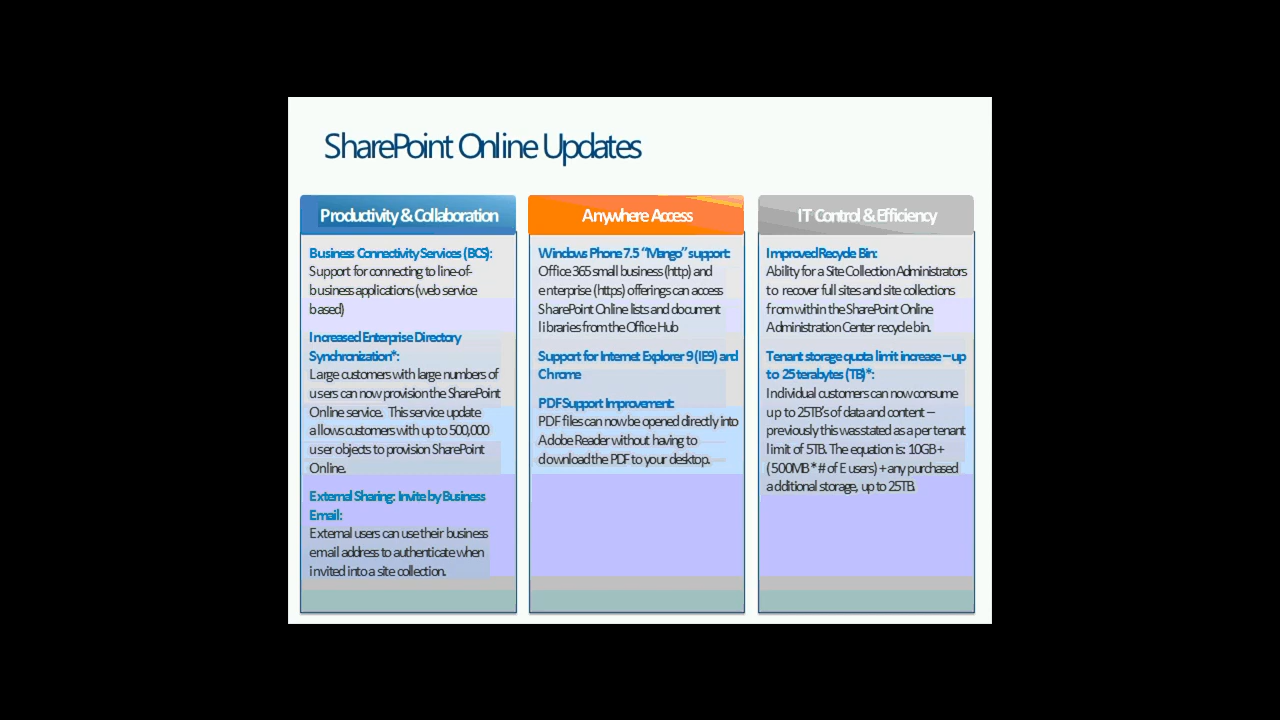 SharePoint Online Updates
Productivity & Collaboration
Business Connectivity Services (BCS):
Support for connecting to line-of-
business applications (web service
based)
Increased Enterprise Directory
Synchronization*:
Large customers with large numbers of
users can now provision the SharePoint
Online service. This service update
allows customers with up to 500,000
user objects to provision SharePoint
Online.
External Sharing: Invite by Business
Email:
External users can use their business
email address to authenticate when
invited into a site collection.
Anywhere Access
Windows Phone 7.5 “Mango” support:
Office 365 small business (http) and
enterprise (https) offerings can access
SharePoint Online lists and document
libraries from the Office Hub
Support for Internet Explorer 9 (IE9) and
Chrome
PDF Support Improvement:
PDF files can now be opened directly into
Adobe Reader without having to
download the PDF to your desktop.
IT Control & Efficiency
Improved Recycle Bin:
Ability for a Site Collection Administrators
to recover full sites and site collections
from within the SharePoint Online
Administration Center recycle bin.
Tenant storage quota limit increase – up
to 25 terabytes (TB)*:
Individual customers can now consume
up to 25TB’s of data and content –
previously this was stated as a per tenant
limit of 5TB. The equation is: 10GB +
(500MB * # of E users) + any purchased
additional storage, up to 25TB.